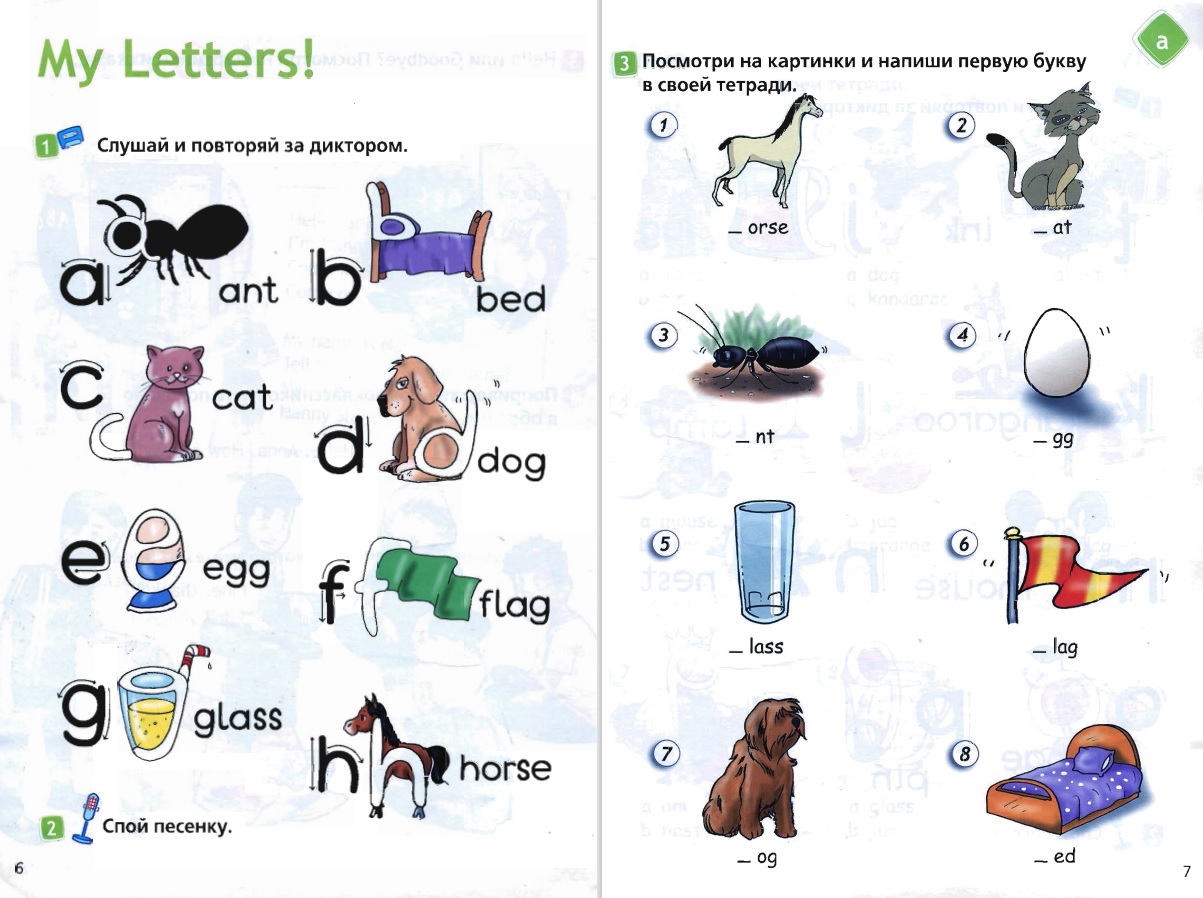 My Letters!
1 Слушай и повторяй за диктором.
a ant
b bed
c cat
d dog
e egg
f flag
g glass
h horse
2 Спой песенку.
6
a
3 Посмотри на картинки и напиши первую букву
в своей тетради.
1
_ orse
2
_ at
3
_ nt
4
_ gg
5
_ lass
6
_ lag
7
_ og
8
_ ed
7